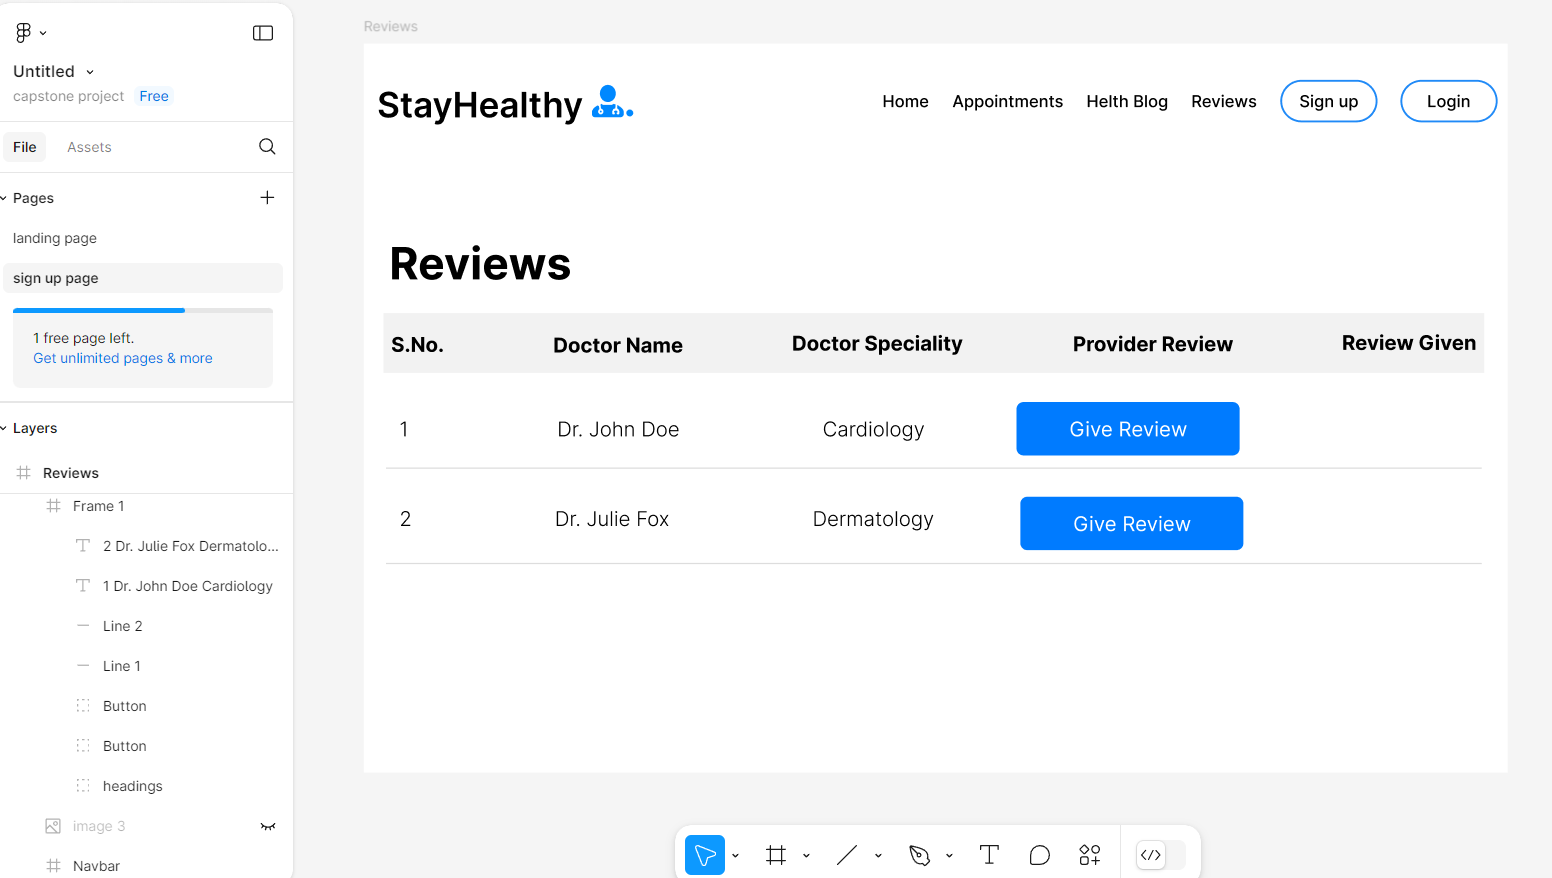 Untitled
capstone project Free
File Assets
Pages
landing page
sign up page
1 free page left.
Get unlimited pages & more
Layers
Reviews
Frame 1
2 Dr. Julie Fox Dermatolo...
1 Dr. John Doe Cardiology
Line 2
Line 1
Button
Button
headings
image 3
Navbar
Reviews
StayHealthy Home Appointments Helth Blog Reviews Sign up Login
Reviews
S.No. Doctor Name Doctor Speciality Provider Review Review Given
1 Dr. John Doe Cardiology Give Review
2 Dr. Julie Fox Dermatology Give Review